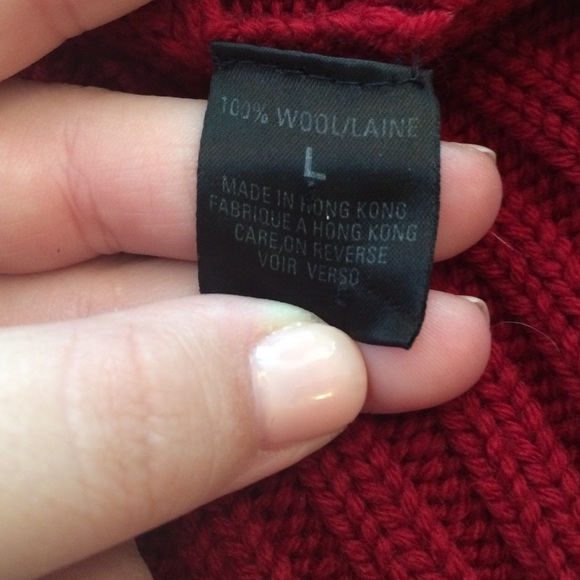 100% WOOL/LAINE
L
MADE IN HONG KONG
FABRIQUE A HONG KONG
CARE ON REVERSE
VOIR VERSO